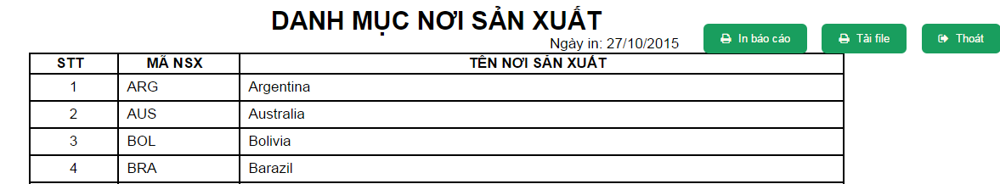 DANH MỤC NƠI SẢN XUẤT
Ngày in: 27/10/2015
In báo cáo
Tải file
Thoát
STT MÃ NSX TÊN NƠI SẢN XUẤT
1 ARG Argentina
2 AUS Australia
3 BOL Bolivia
4 BRA Barazil